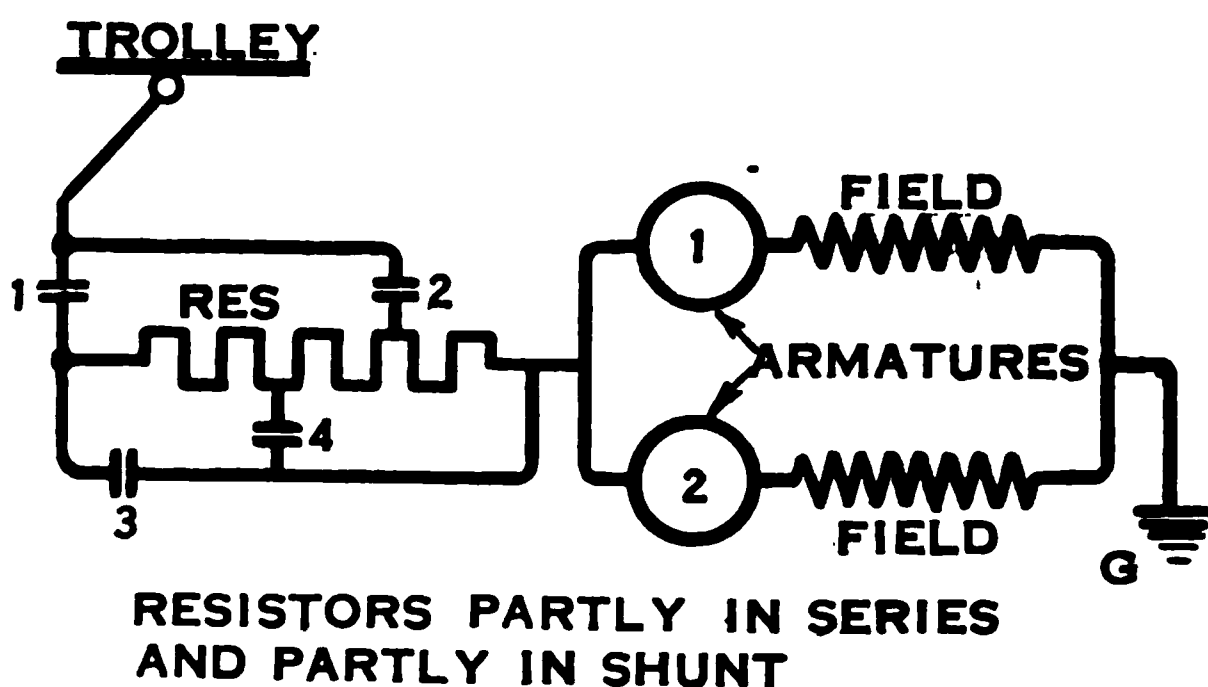 TROLLEY
1
RES
2
4
3
1
FIELD
ARMATURES
2
FIELD
G
RESISTORS PARTLY IN SERIES
AND PARTLY IN SHUNT